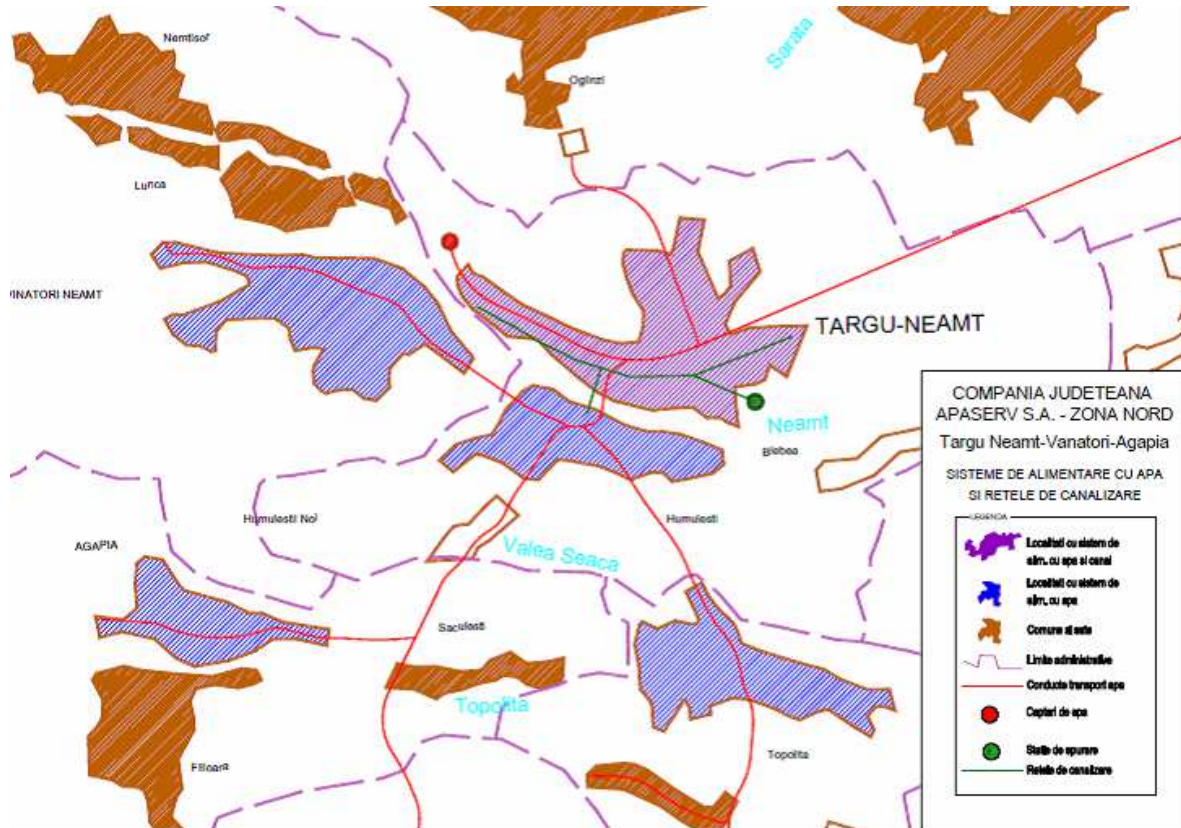 Nemtisor
Oglinzi
Sarata
Lunca
VINATORI NEAMT
TARGU-NEAMT
Neamt
Blebea
Humulestii Noi
Humulesti
Valea Seaca
AGAPIA
Saculesti
Topolita
Topolita
Filioara
COMPANIA JUDETEANA
APASERV S.A. - ZONA NORD
Targu Neamt-Vanatori-Agapia
SISTEME DE ALIMENTARE CU APA
SI RETELE DE CANALIZARE
LEGENDA
Localitati cu sistem de
alim. cu apa si canal
Localitati cu sistem de
alim. cu apa
Comune si sate
Limite administrative
Conducte transport apa
Captari de apa
Statie de epurare
Retele de canalizare